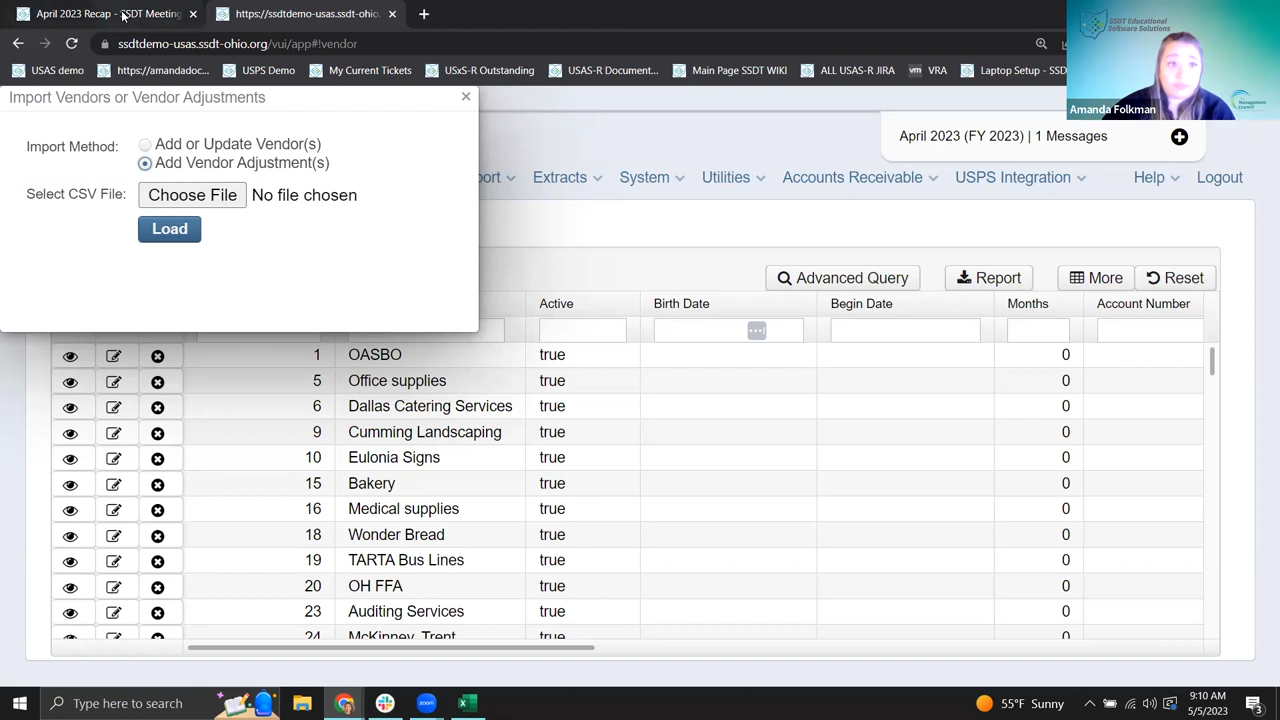 April 2023 Recap - SSDT Meeting
https://ssdtdemo-usas.ssdt-ohio.
ssdtdemo-usas.ssdt-ohio.org/vui/app#!vendor
USAS demo
https://amandadoc...
USPS Demo
My Current Tickets
USxS-R Outstanding
USAS-R Document...
Main Page SSDT WIKI
ALL USAS-R JIRA
VRA
Laptop Setup - SSD
SSDT Educational
Software Solutions
Amanda Folkman
Management
Council
Import Vendors or Vendor Adjustments
Import Method:
Add or Update Vendor(s)
Add Vendor Adjustment(s)
Select CSV File:
Choose File No file chosen
Load
April 2023 (FY 2023) | 1 Messages
port Extracts System Utilities Accounts Receivable USPS Integration Help Logout
Advanced Query Report More Reset
Active Birth Date Begin Date Months Account Number
1 OASBO true 0
5 Office supplies true 0
6 Dallas Catering Services true 0
9 Cumming Landscaping true 0
10 Eulonia Signs true 0
15 Bakery true 0
16 Medical supplies true 0
18 Wonder Bread true 0
19 TARTA Bus Lines true 0
20 OH FFA true 0
23 Auditing Services true 0
24 McKinney, Trent true 0
Type here to search
55°F Sunny
9:10 AM
5/5/2023
3